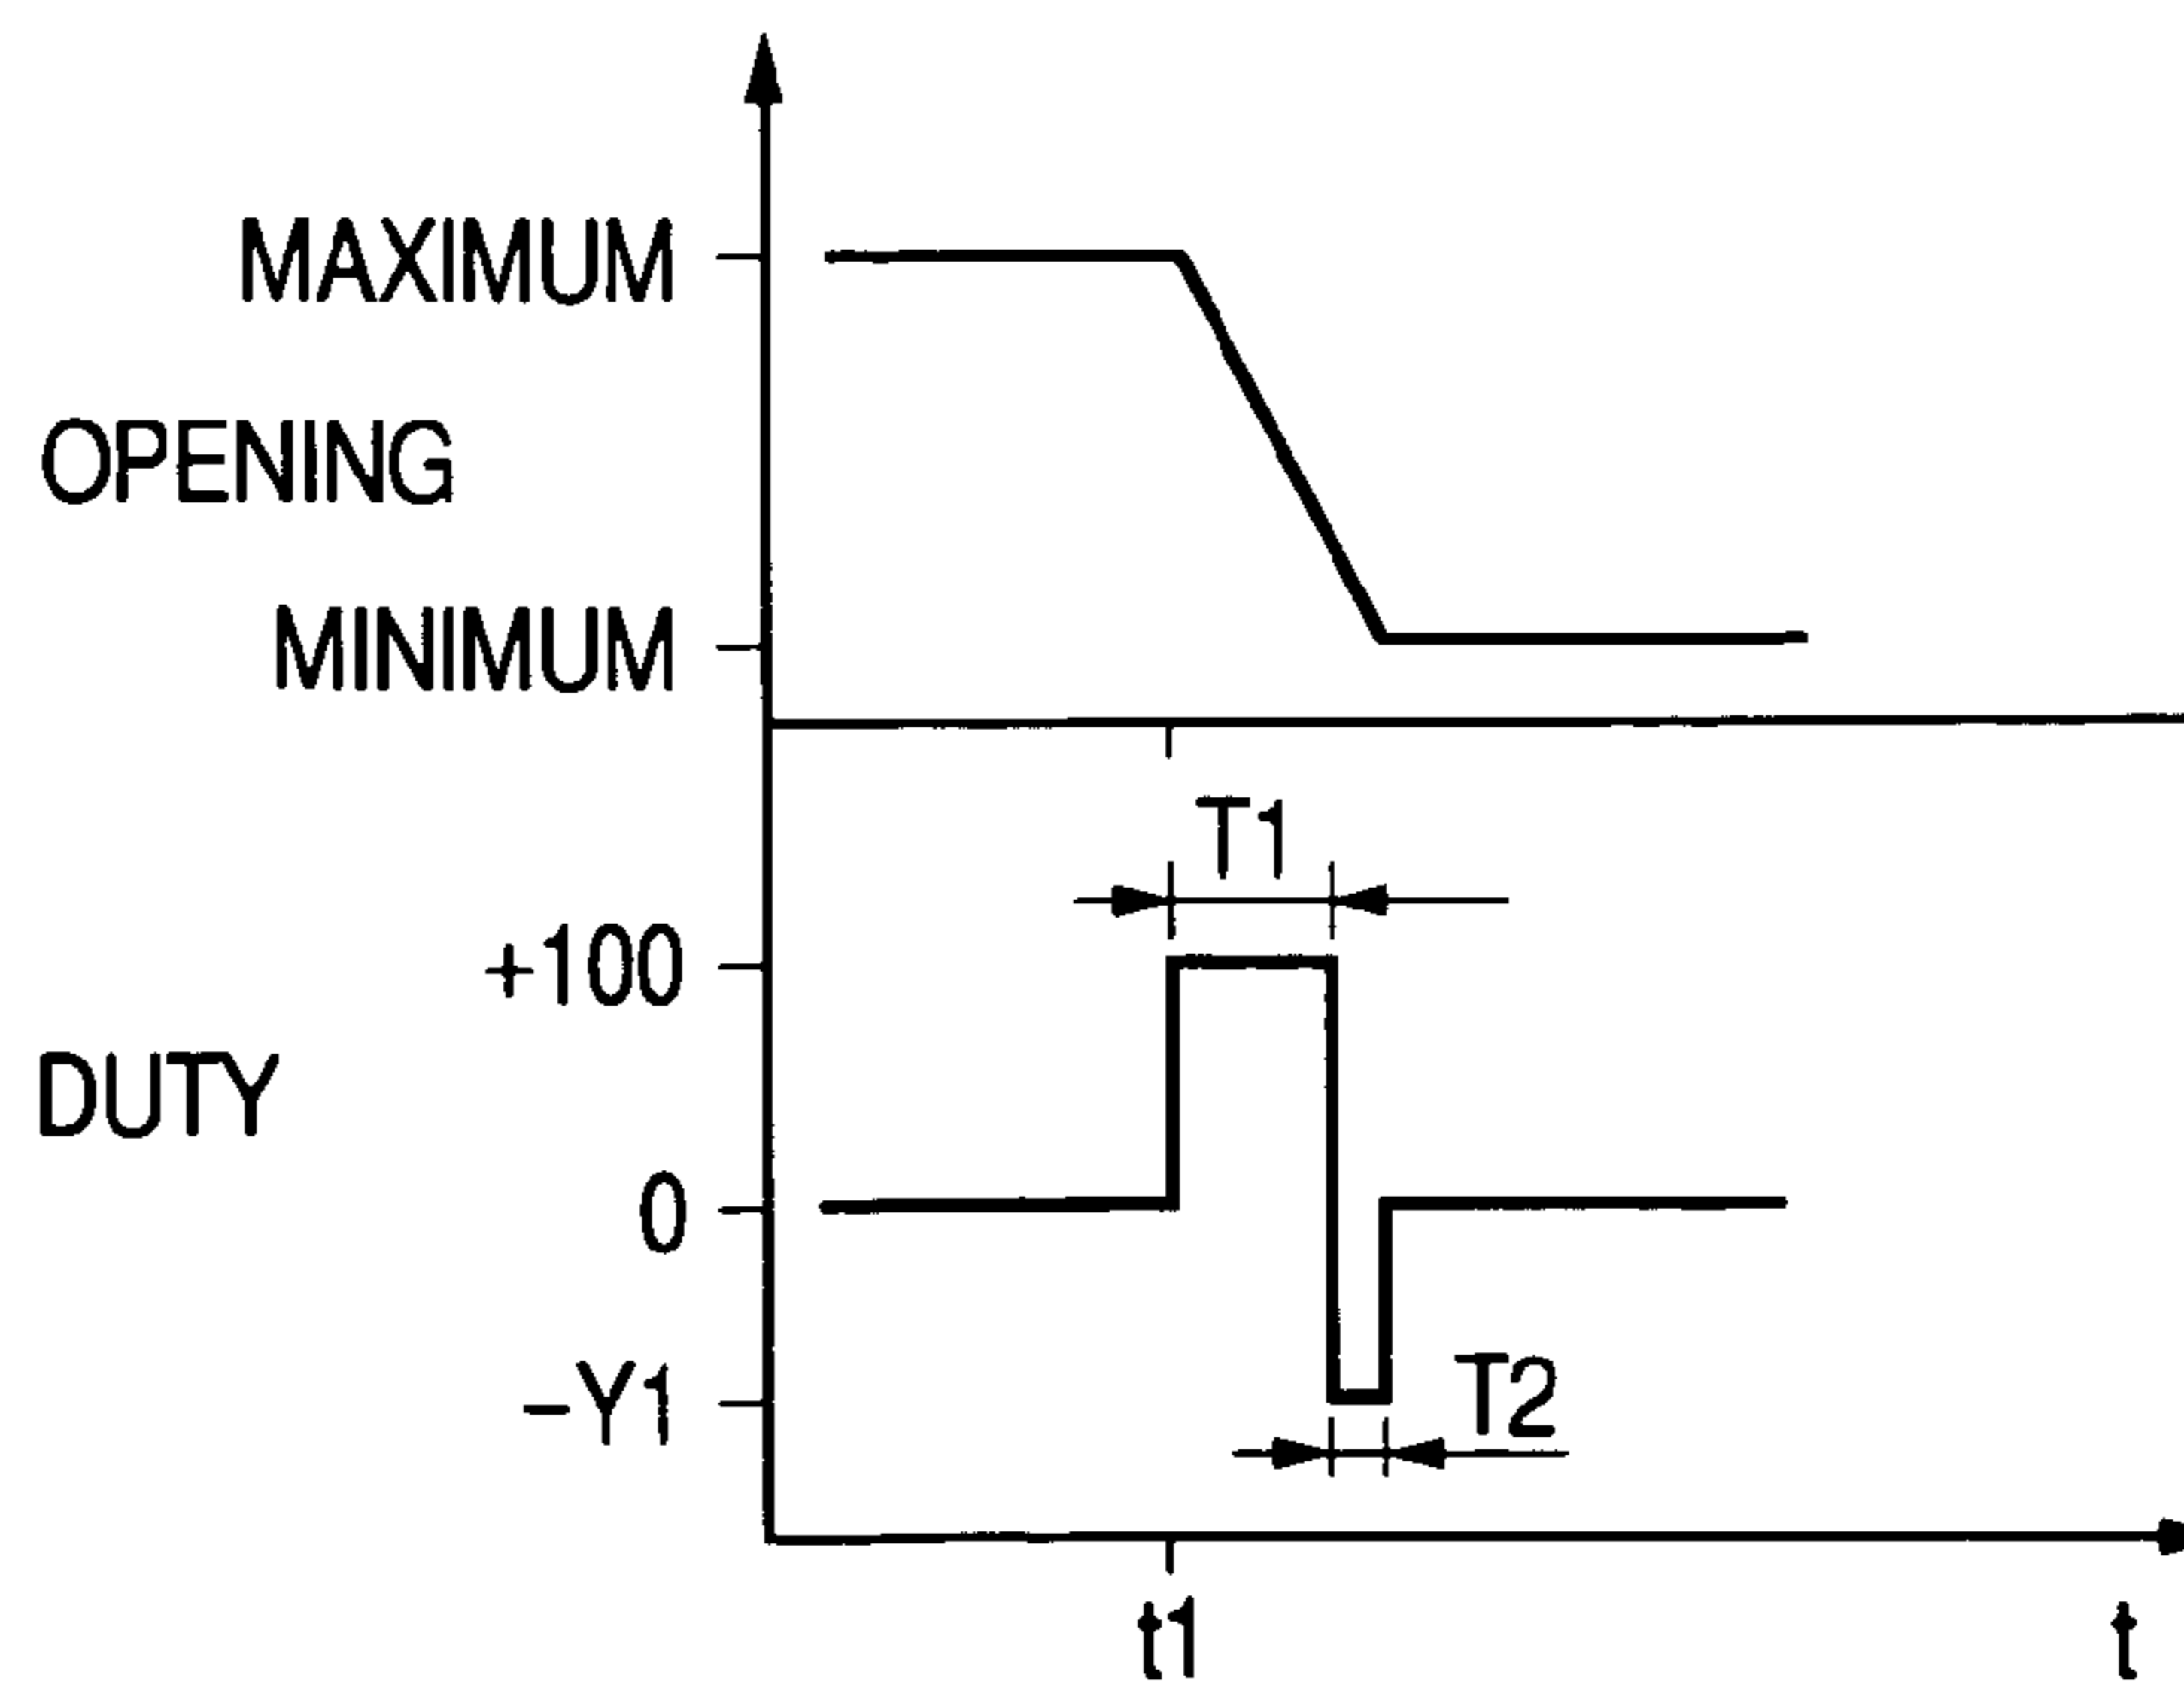 MAXIMUM
OPENING
MINIMUM
T1
+100
DUTY
0
-Y1
T2
t1
t